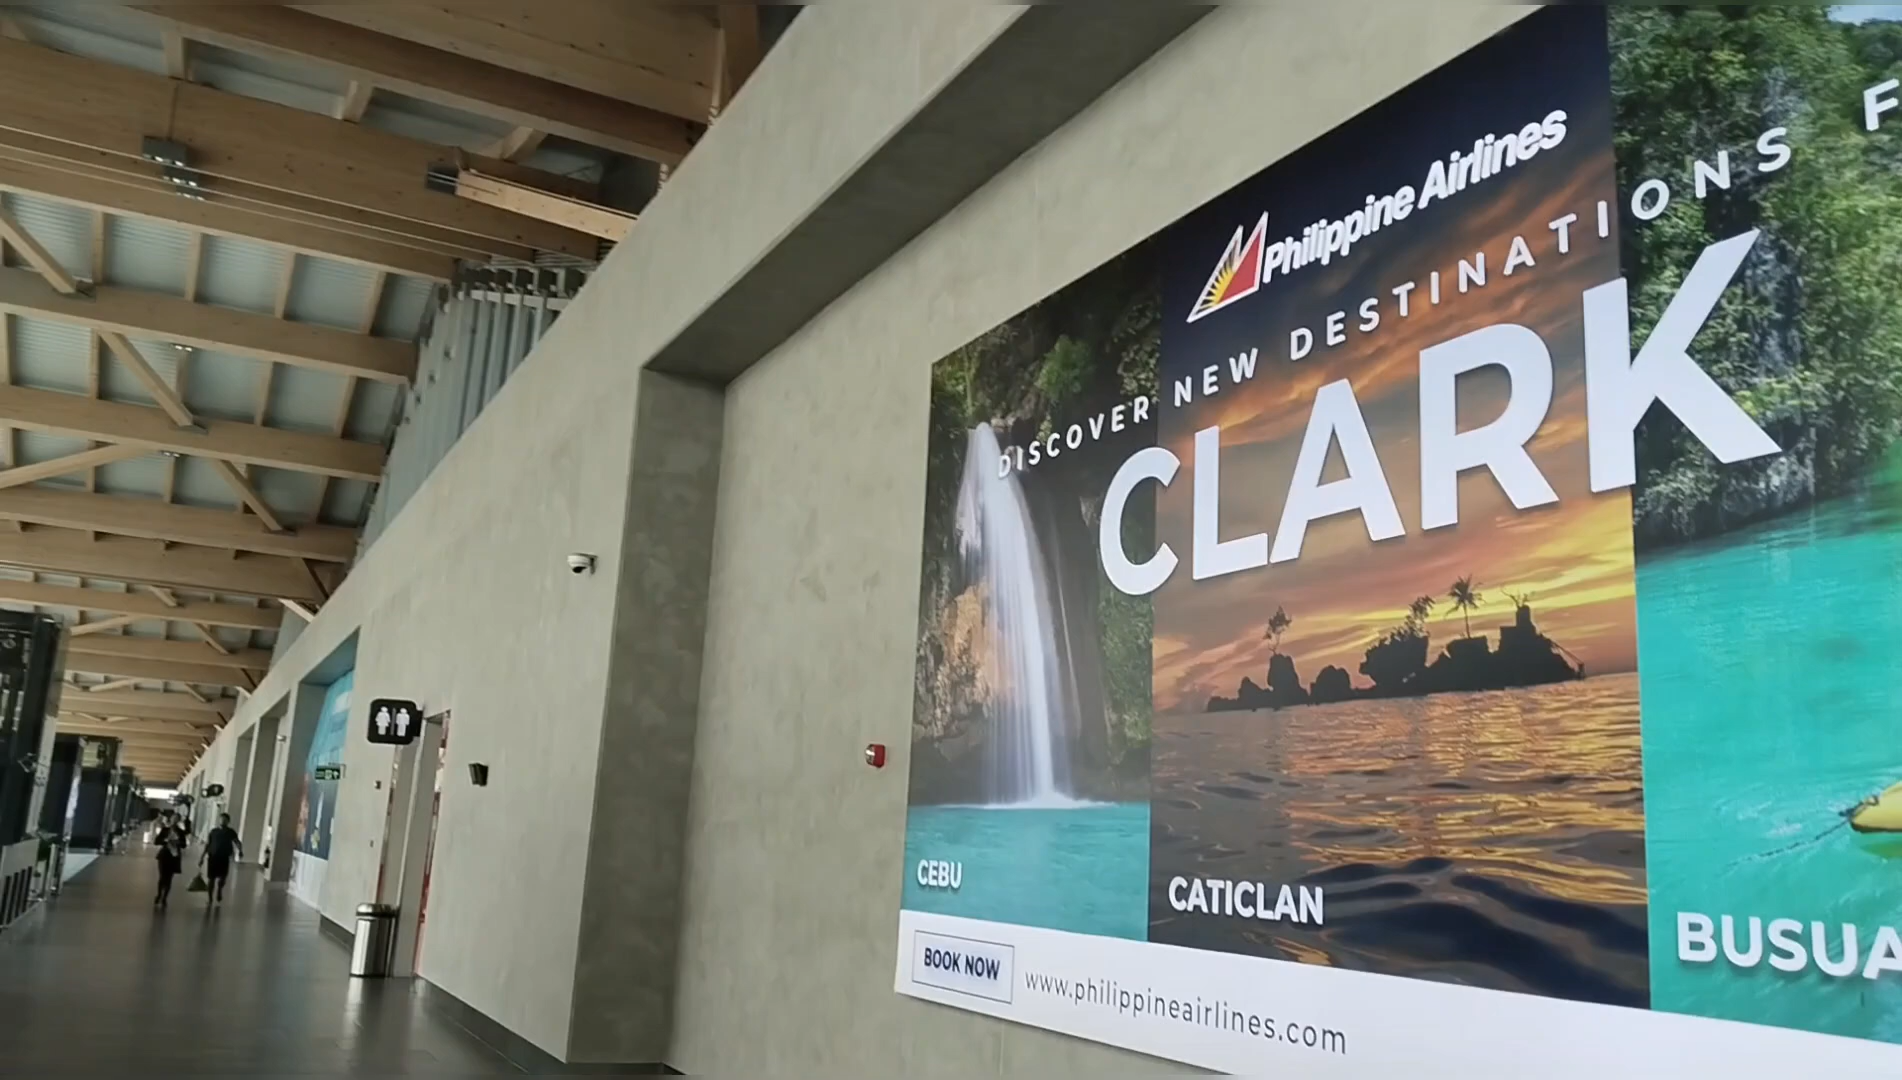 Philippine Airlines
DISCOVER NEW DESTINATIONS F
CLARK
CEBU
CATICLAN
BUSUA
BOOK NOW
www.philippineairlines.com